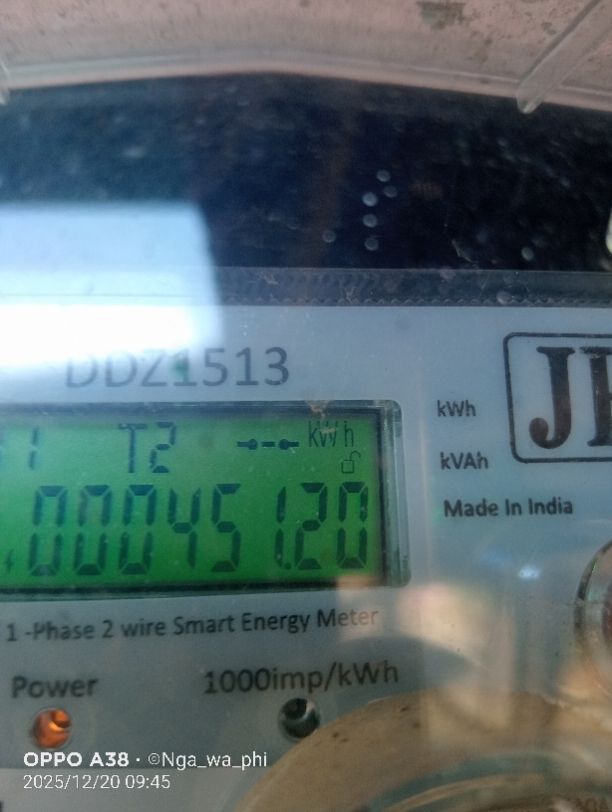 DDZ1513
kWh
T2 kWh
kVAh
000451.20
Made In India
1 -Phase 2 wire Smart Energy Meter
Power
1000imp/kWh
OPPO A38 · ©Nga_wa_phi
2025/12/20 09:45